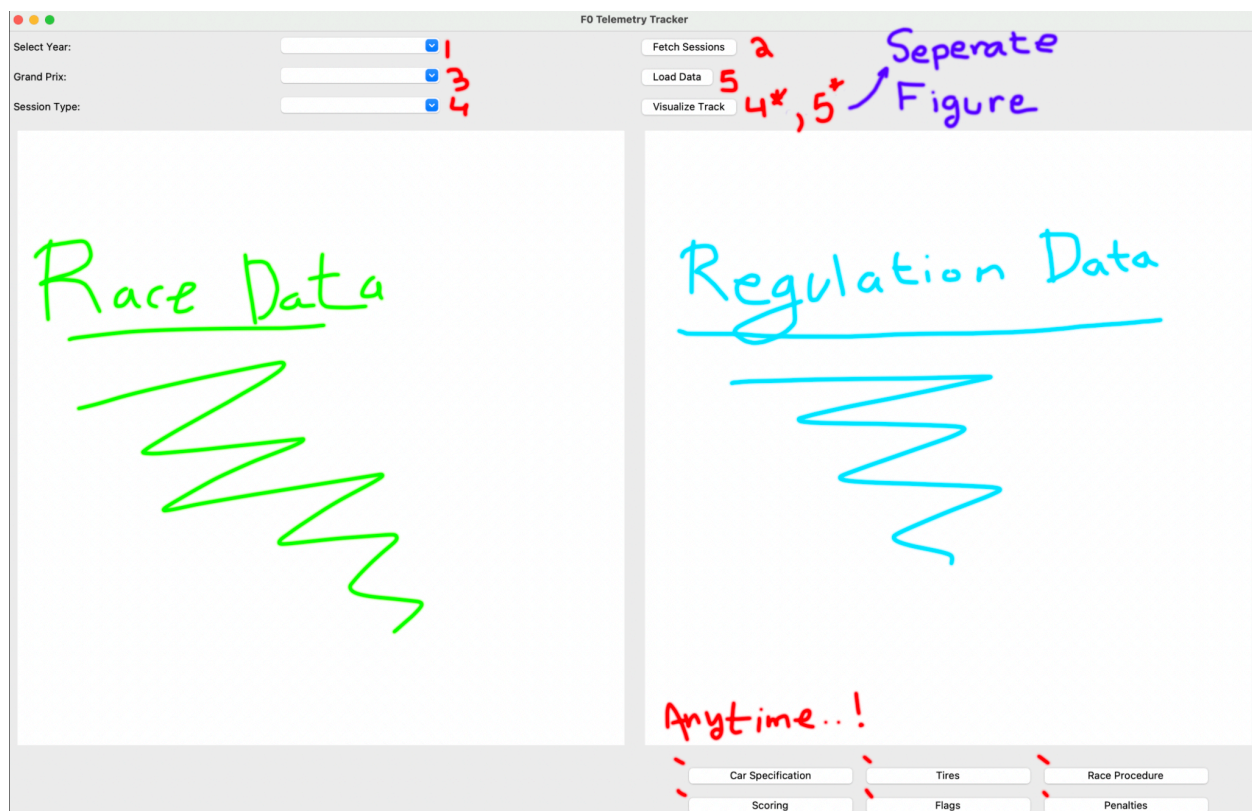 F0 Telemetry Tracker
Select Year: 1 Fetch Sessions 2 Seperate
Grand Prix: 3 Load Data 5 Figure
Session Type: 4 Visualize Track 4*, 5*
Race Data Regulation Data
Anytime..!
Car Specification Tires Race Procedure
Scoring Flags Penalties